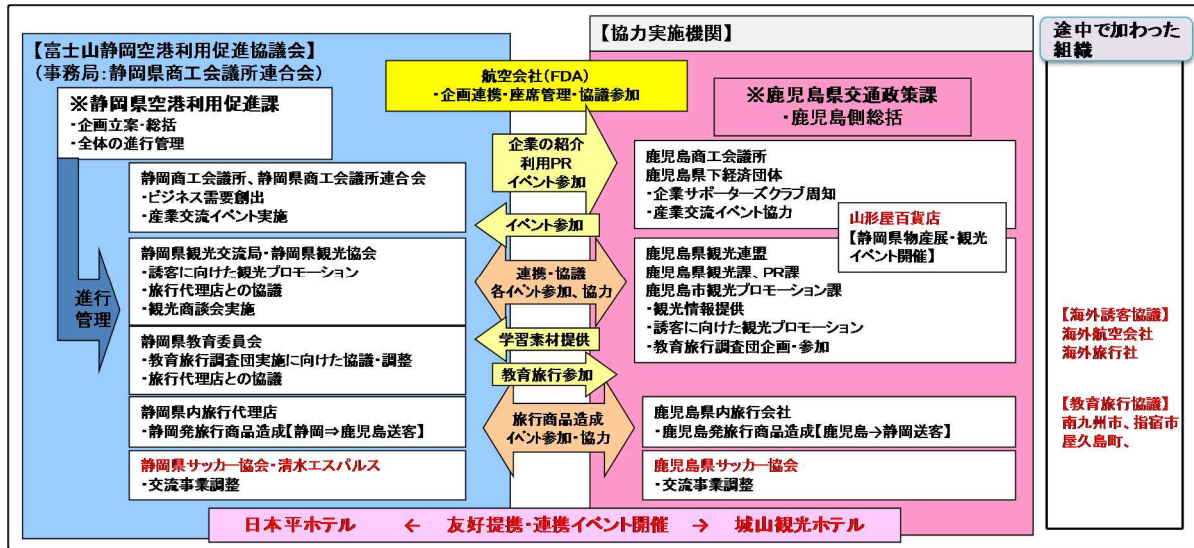 【富士山静岡空港利用促進協議会】
(事務局:静岡県商工会議所連合会)
※静岡県空港利用促進課
・企画立案・総括
・全体の進行管理
進行
管理
静岡商工会議所、静岡県商工会議所連合会
・ビジネス需要創出
・産業交流イベント実施
静岡県観光交流局・静岡県観光協会
・誘客に向けた観光プロモーション
・旅行代理店との協議
・観光商談会実施
静岡県教育委員会
・教育旅行調査団実施に向けた協議・調整
・旅行代理店との協議
静岡県内旅行代理店
・静岡発旅行商品造成【静岡⇒鹿児島送客】
静岡県サッカー協会・清水エスパルス
・交流事業調整
航空会社(FDA)
・企画連携・座席管理・協議参加
企業の紹介
利用PR
イベント参加
イベント参加
連携・協議
各イベント参加、協力
学習素材提供
教育旅行参加
旅行商品造成
イベント参加・協力
【協力実施機関】
※鹿児島県交通政策課
・鹿児島側総括
鹿児島商工会議所
鹿児島県下経済団体
・企業サポーターズクラブ周知
・産業交流イベント協力
山形屋百貨店
【静岡県物産展・観光
イベント開催】
鹿児島県観光連盟
鹿児島県観光課、PR課
鹿児島市観光プロモーション課
・観光情報提供
・誘客に向けた観光プロモーション
・教育旅行調査団企画・参加
鹿児島県内旅行会社
・鹿児島発旅行商品造成【鹿児島→静岡送客】
鹿児島県サッカー協会
・交流事業調整
日本平ホテル ← 友好提携・連携イベント開催 → 城山観光ホテル
途中で加わった
組織
【海外誘客協議】
海外航空会社
海外旅行社
【教育旅行協議】
南九州市、指宿市
屋久島町、